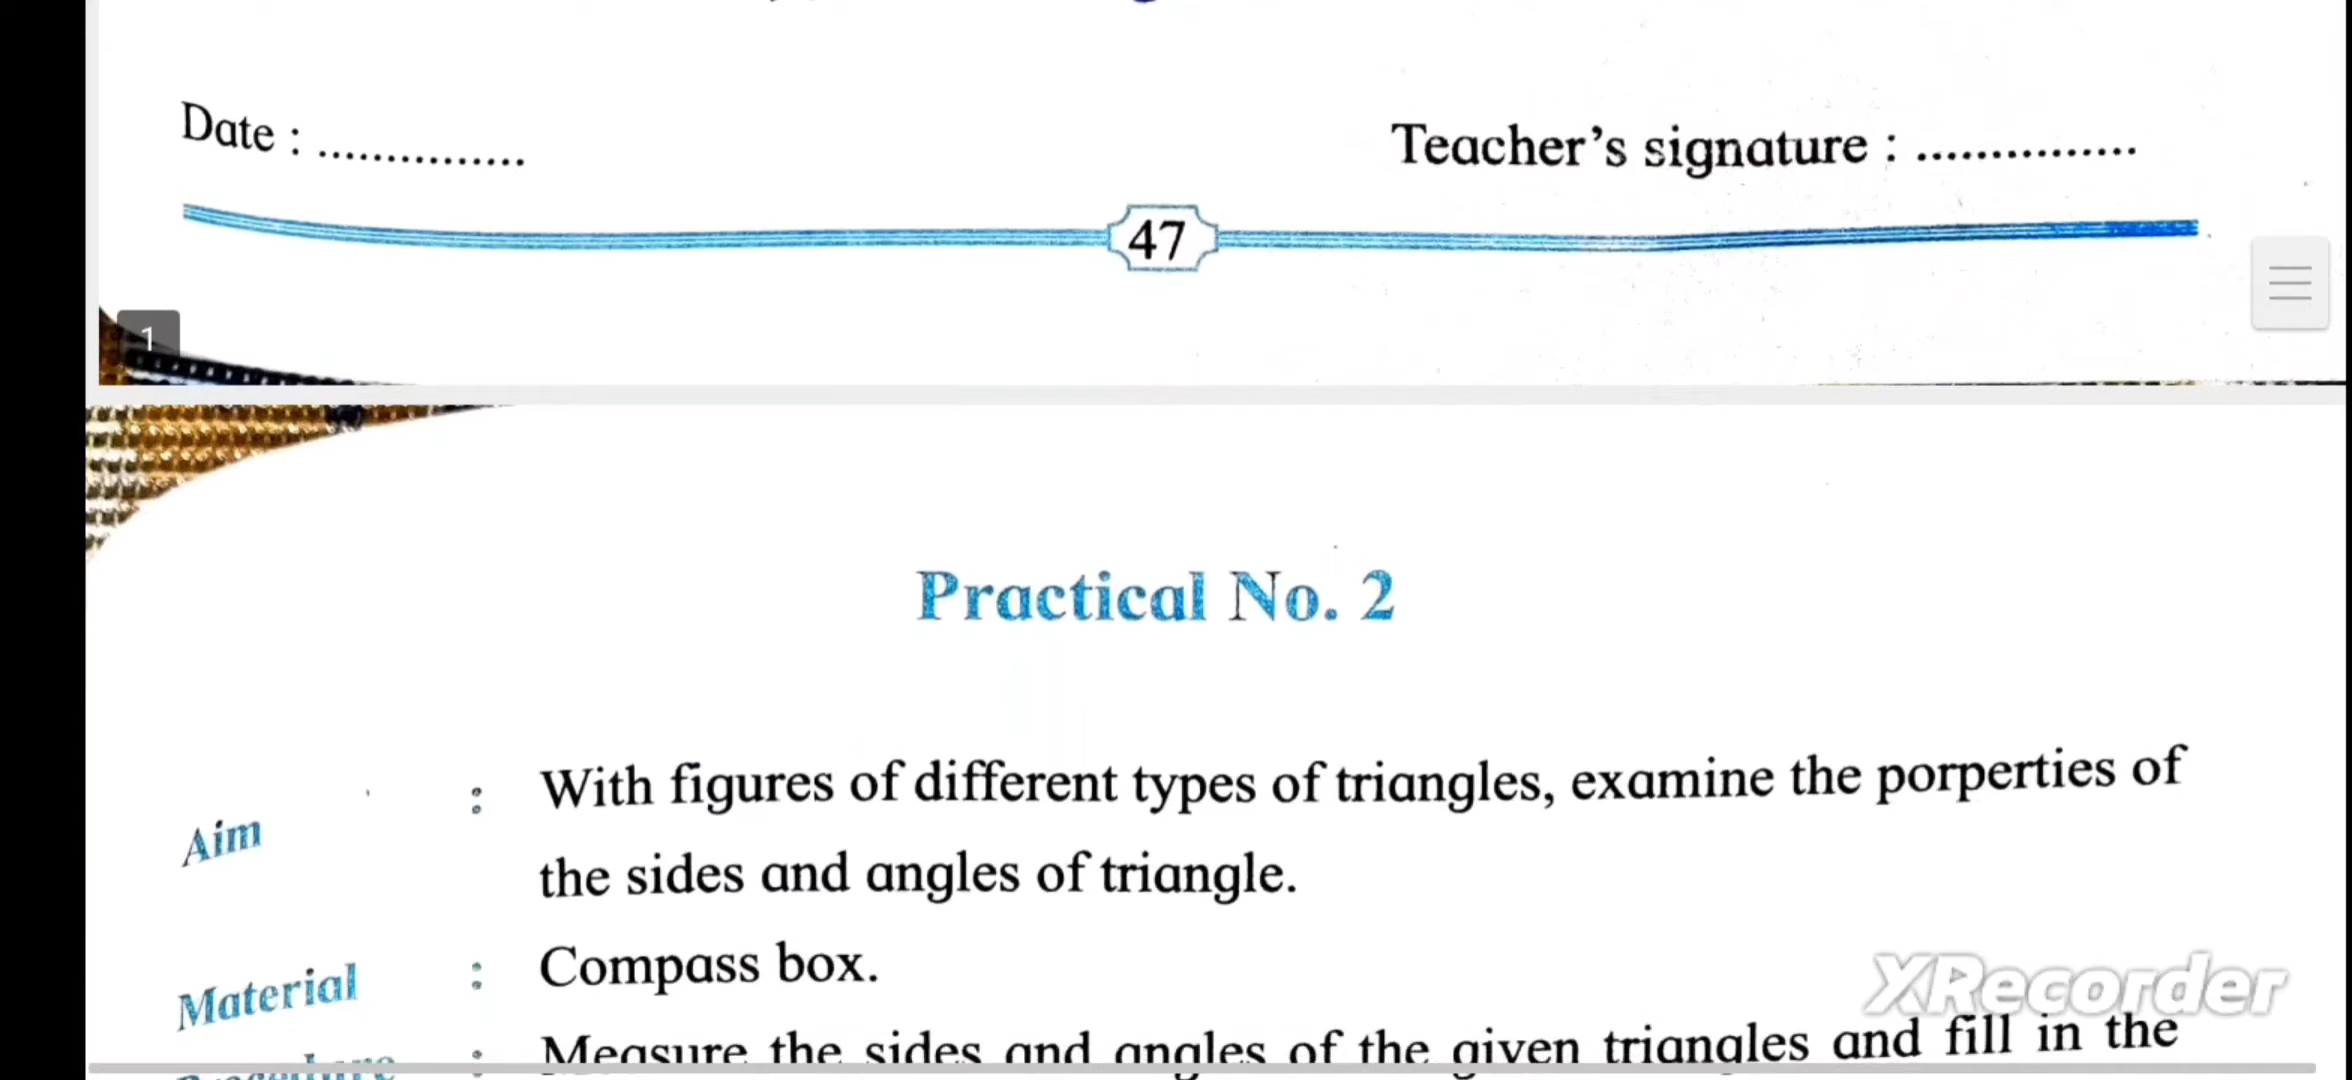 Date : ...............
Teacher's signature : ...............
47
1
Practical No. 2
Aim : With figures of different types of triangles, examine the porperties of
the sides and angles of triangle.
Material : Compass box.
: Measure the sides and angles of the given triangles and fill in the
XRecorder